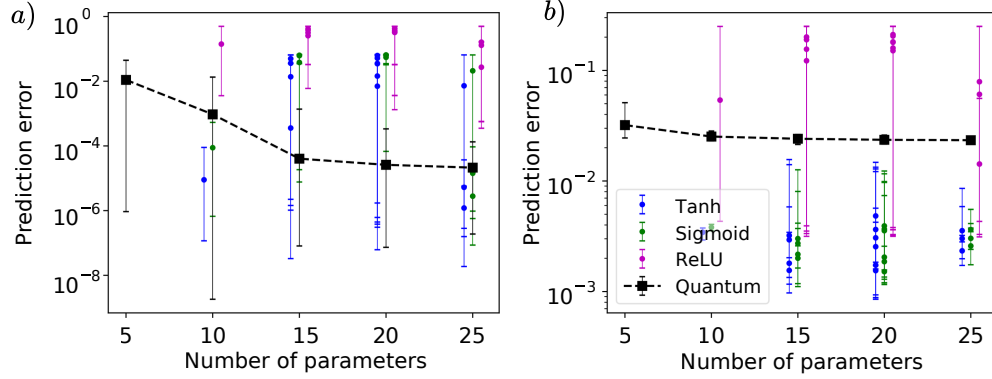 a)
b)
Prediction error
10^0
10^{-2}
10^{-4}
10^{-6}
10^{-8}
5 10 15 20 25
Number of parameters
Prediction error
10^{-1}
10^{-2}
10^{-3}
Tanh
Sigmoid
ReLU
Quantum
5 10 15 20 25
Number of parameters